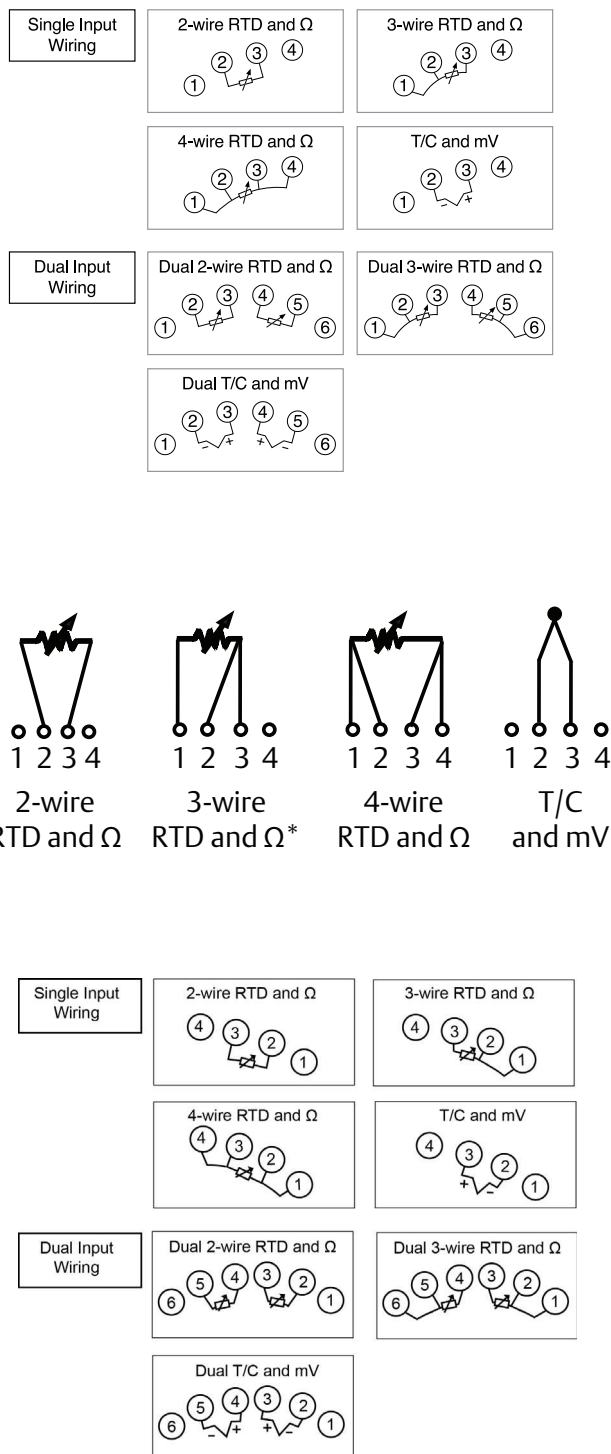 Single Input
Wiring
2-wire RTD and Ω
1 2 3 4
3-wire RTD and Ω
1 2 3 4
4-wire RTD and Ω
1 2 3 4
T/C and mV
1 2 3 4
- +
Dual Input
Wiring
Dual 2-wire RTD and Ω
1 2 3 4 5 6
Dual 3-wire RTD and Ω
1 2 3 4 5 6
Dual T/C and mV
1 2 3 4 5 6
- + + -
1 2 3 4
2-wire
RTD and Ω
1 2 3 4
3-wire
RTD and Ω*
1 2 3 4
4-wire
RTD and Ω
1 2 3 4
T/C
and mV
Single Input
Wiring
2-wire RTD and Ω
4 3 2 1
3-wire RTD and Ω
4 3 2 1
4-wire RTD and Ω
4 3 2 1
T/C and mV
4 3 2 1
+ -
Dual Input
Wiring
Dual 2-wire RTD and Ω
6 5 4 3 2 1
Dual 3-wire RTD and Ω
6 5 4 3 2 1
Dual T/C and mV
6 5 4 3 2 1
- + + -